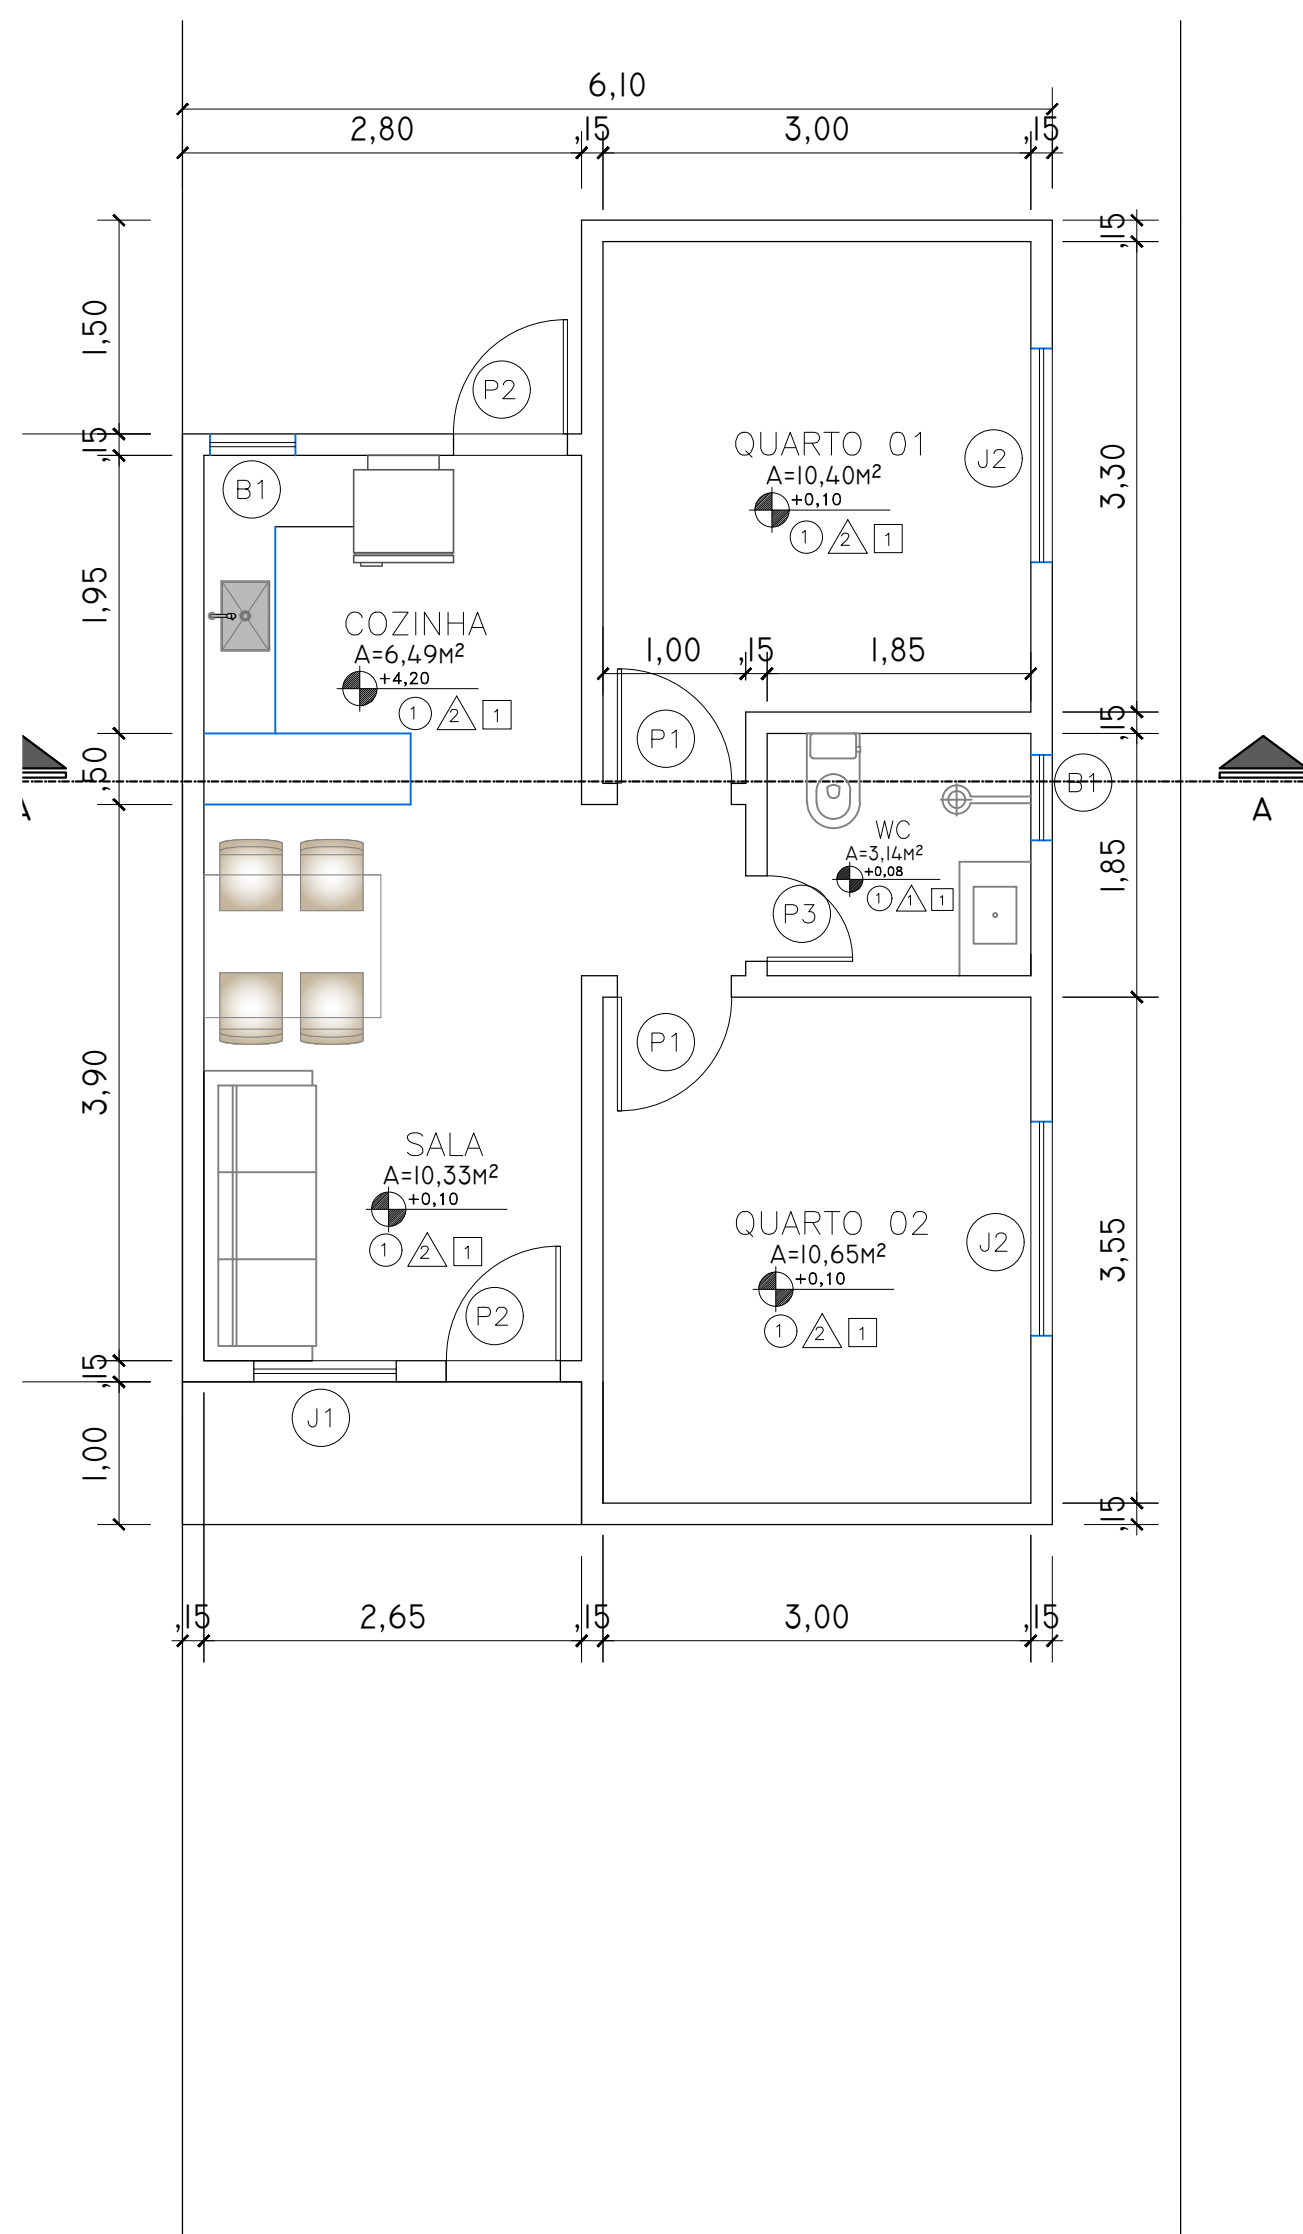 6,10
2,80 ,15 3,00 ,15
,15
1,50
P2
QUARTO 01
A=10,40M²
+0,10
1 2 1
J2
3,30
,15
B1
1,95
COZINHA
A=6,49M²
+4,20
1 2 1
1,00 ,15 1,85
P1
,15
,50
B1
A
A
WC
A=3,14M²
+0,08
1 1 1
P3
1,85
P1
3,90
SALA
A=10,33M²
+0,10
1 2 1
P2
QUARTO 02
A=10,65M²
+0,10
1 2 1
J2
3,55
,15
J1
1,00
,15
,15 2,65 ,15 3,00 ,15